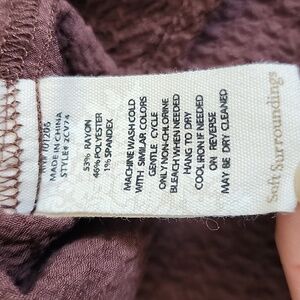 MADE IN CHINA
STYLE# 2CV74
53% RAYON
46% POLYESTER
1% SPANDEX
MACHINE WASH COLD
WITH SIMILAR COLORS
GENTLE CYCLE
ONLY NON-CHLORINE
BLEACH WHEN NEEDED
HANG TO DRY
COOL IRON IF NEEDED
ON REVERSE
MAY BE DRY CLEANED
Soft Surroundings